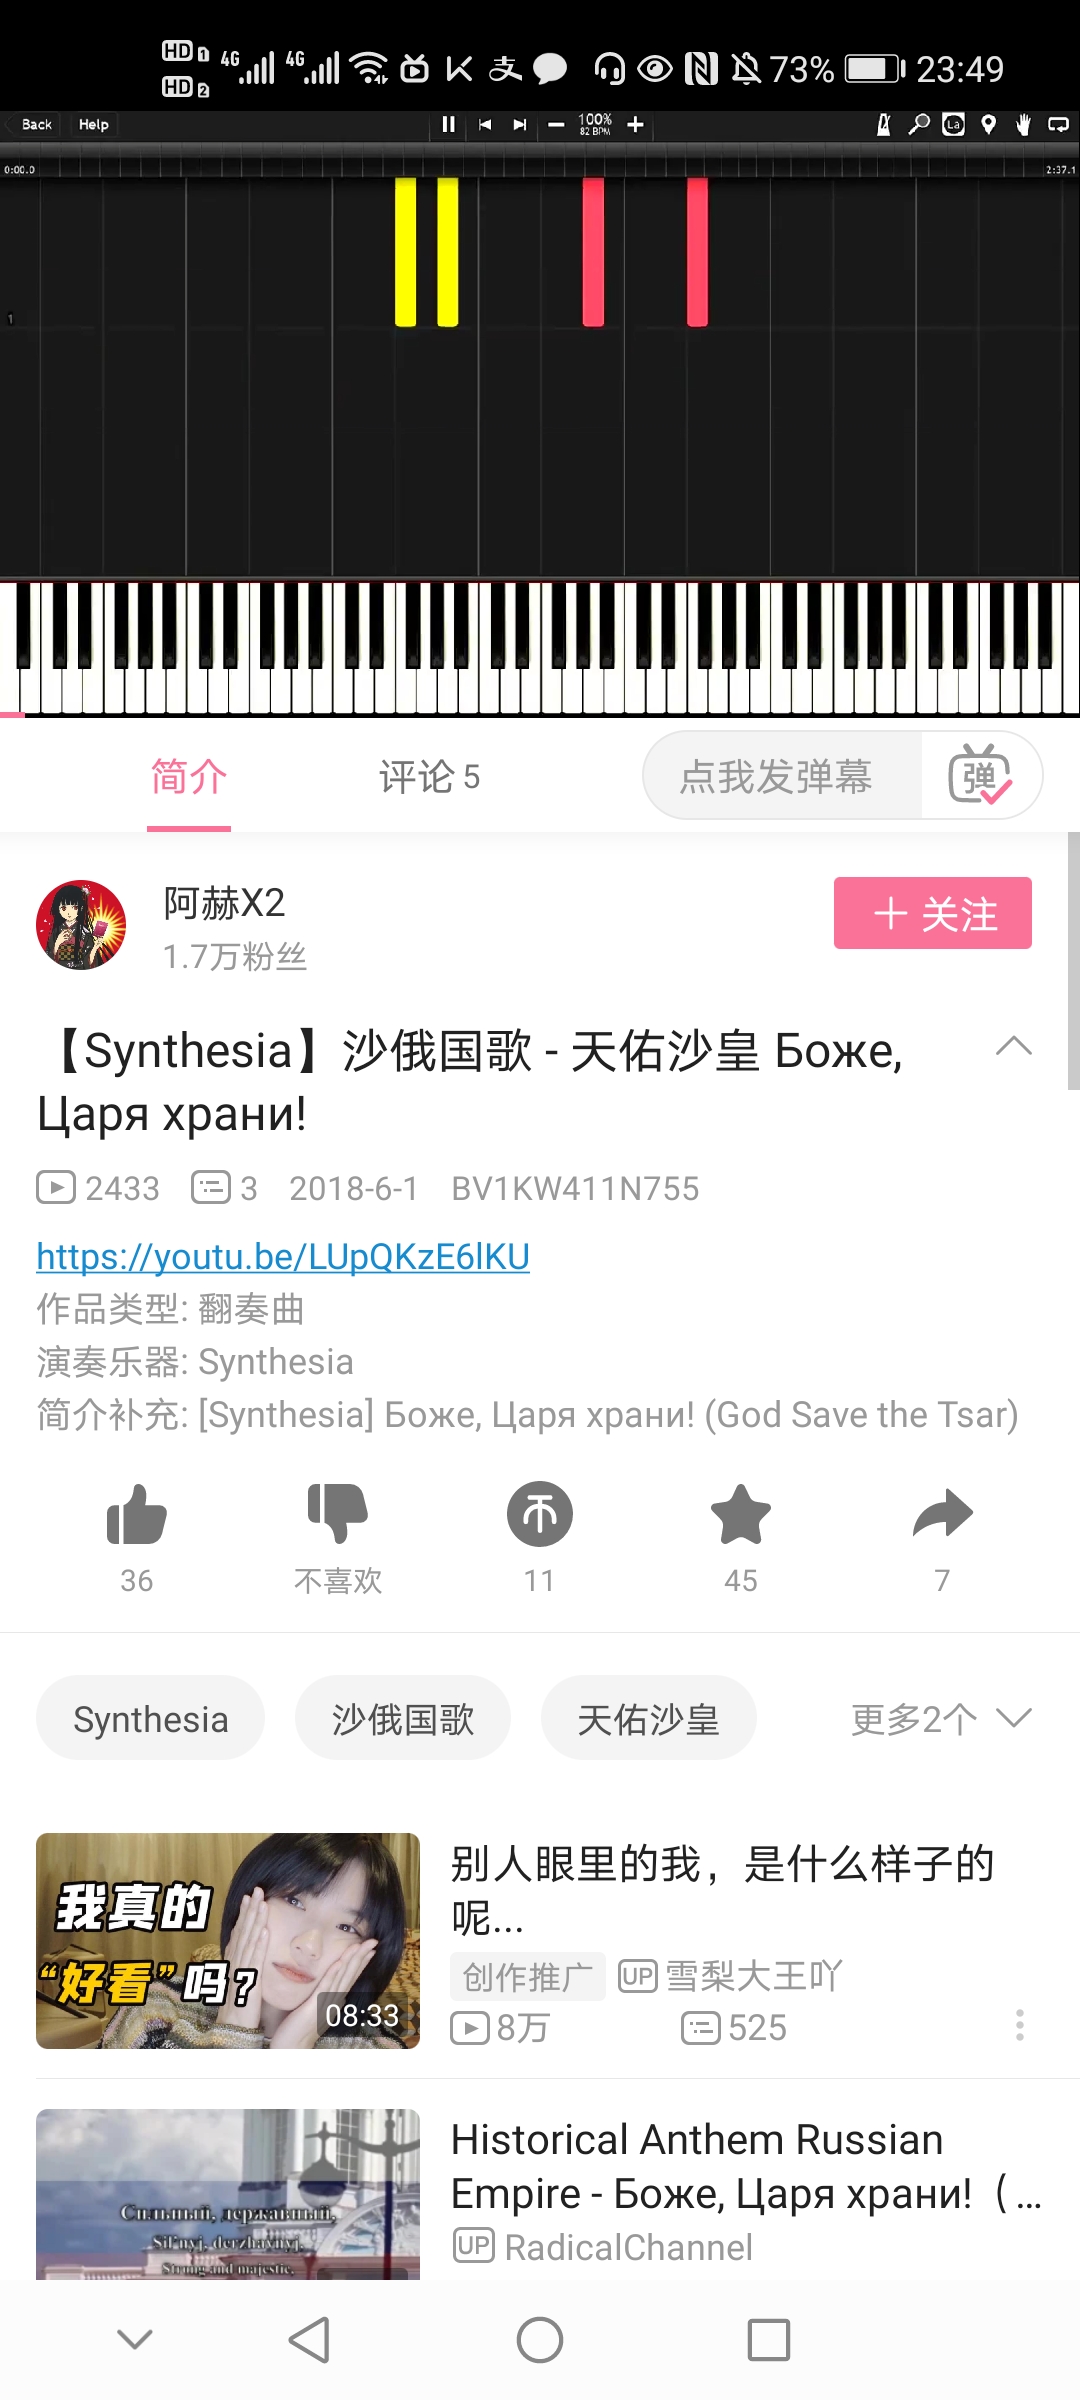 HD 1 4G 4G 73% 23:49
HD 2
Back Help 100% La
82 BPM
0:00.0 2:37.1
1
简介 评论 5 点我发弹幕 弹
阿赫X2
1.7万粉丝
关注
【Synthesia】沙俄国歌 - 天佑沙皇 Боже,
Царя храни!
2433 3 2018-6-1 BV1KW411N755
https://youtu.be/LUpQKzE6lKU
作品类型: 翻奏曲
演奏乐器: Synthesia
简介补充: [Synthesia] Боже, Царя храни! (God Save the Tsar)
36 不喜欢 11 45 7
Synthesia 沙俄国歌 天佑沙皇 更多2个
我真的
“好看”吗?
08:33
别人眼里的我，是什么样子的
呢...
创作推广 UP 雪梨大王吖
8万 525
Сильный, державный,
Sil'nyj, derzhavnyj,
Strong and majestic,
Historical Anthem Russian
Empire - Боже, Царя храни!（...
UP RadicalChannel